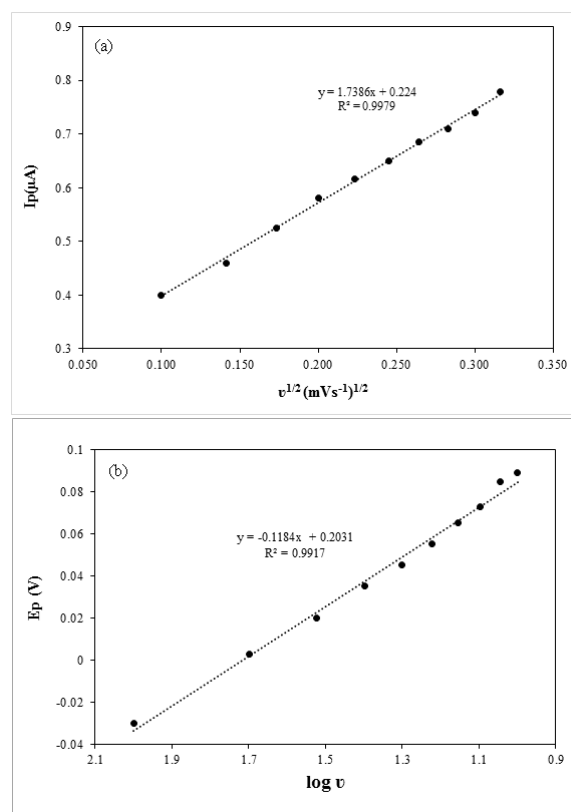 (a)
0.9
0.8
0.7
0.6
0.5
0.4
0.3
Ip(μA)
y = 1.7386x + 0.224
R² = 0.9979
0.050 0.100 0.150 0.200 0.250 0.300 0.350
υ¹/² (mVs⁻¹)¹/²
(b)
0.1
0.08
0.06
0.04
0.02
0
-0.02
-0.04
Ep (V)
y = -0.1184x + 0.2031
R² = 0.9917
2.1 1.9 1.7 1.5 1.3 1.1 0.9
log υ